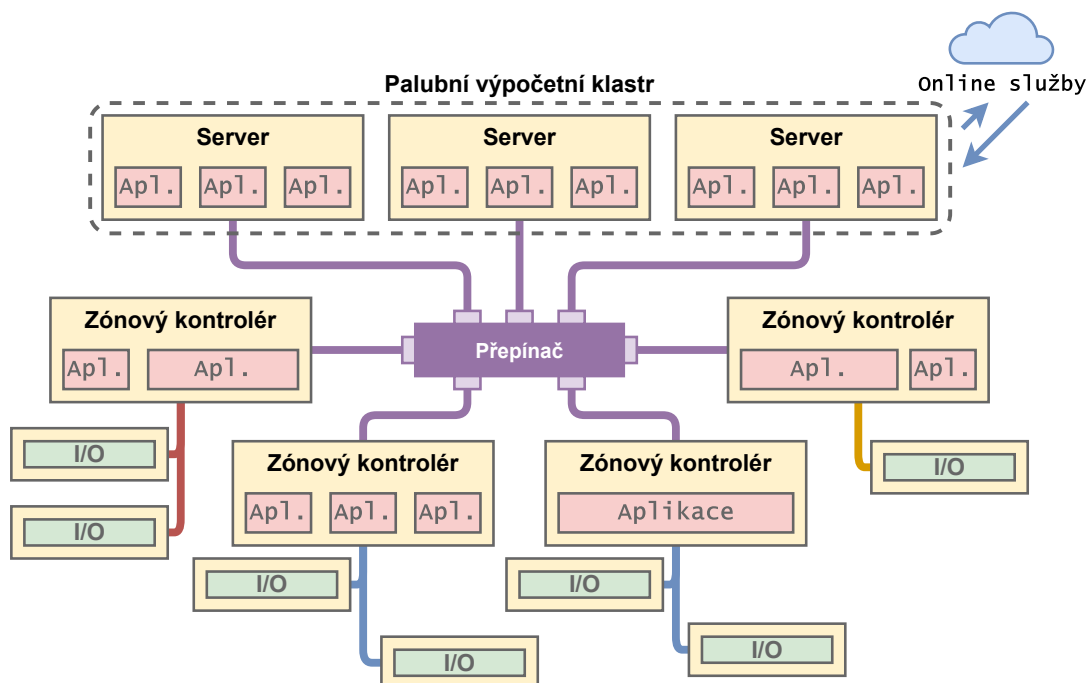 Online služby
Palubní výpočetní klastr
Server
Apl. Apl. Apl.
Server
Apl. Apl. Apl.
Server
Apl. Apl. Apl.
Zónový kontrolér
Apl. Apl.
Přepínač
Zónový kontrolér
Apl. Apl.
I/O
I/O
Zónový kontrolér
Apl. Apl. Apl.
I/O
I/O
Zónový kontrolér
Aplikace
I/O
I/O
I/O